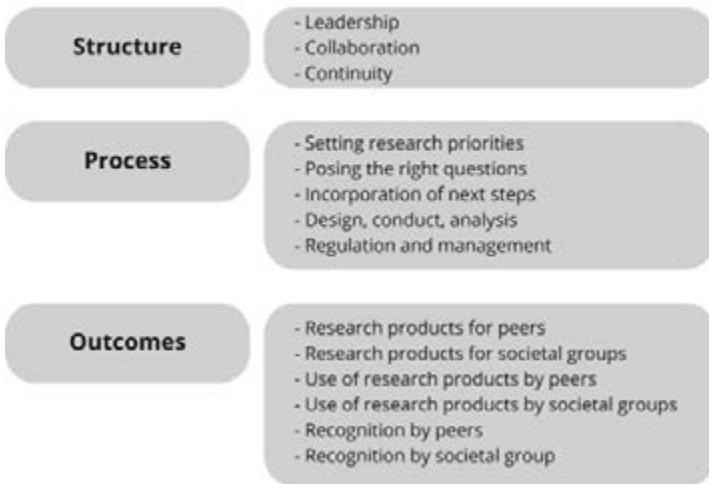 Structure
- Leadership
- Collaboration
- Continuity
Process
- Setting research priorities
- Posing the right questions
- Incorporation of next steps
- Design, conduct, analysis
- Regulation and management
Outcomes
- Research products for peers
- Research products for societal groups
- Use of research products by peers
- Use of research products by societal groups
- Recognition by peers
- Recognition by societal group